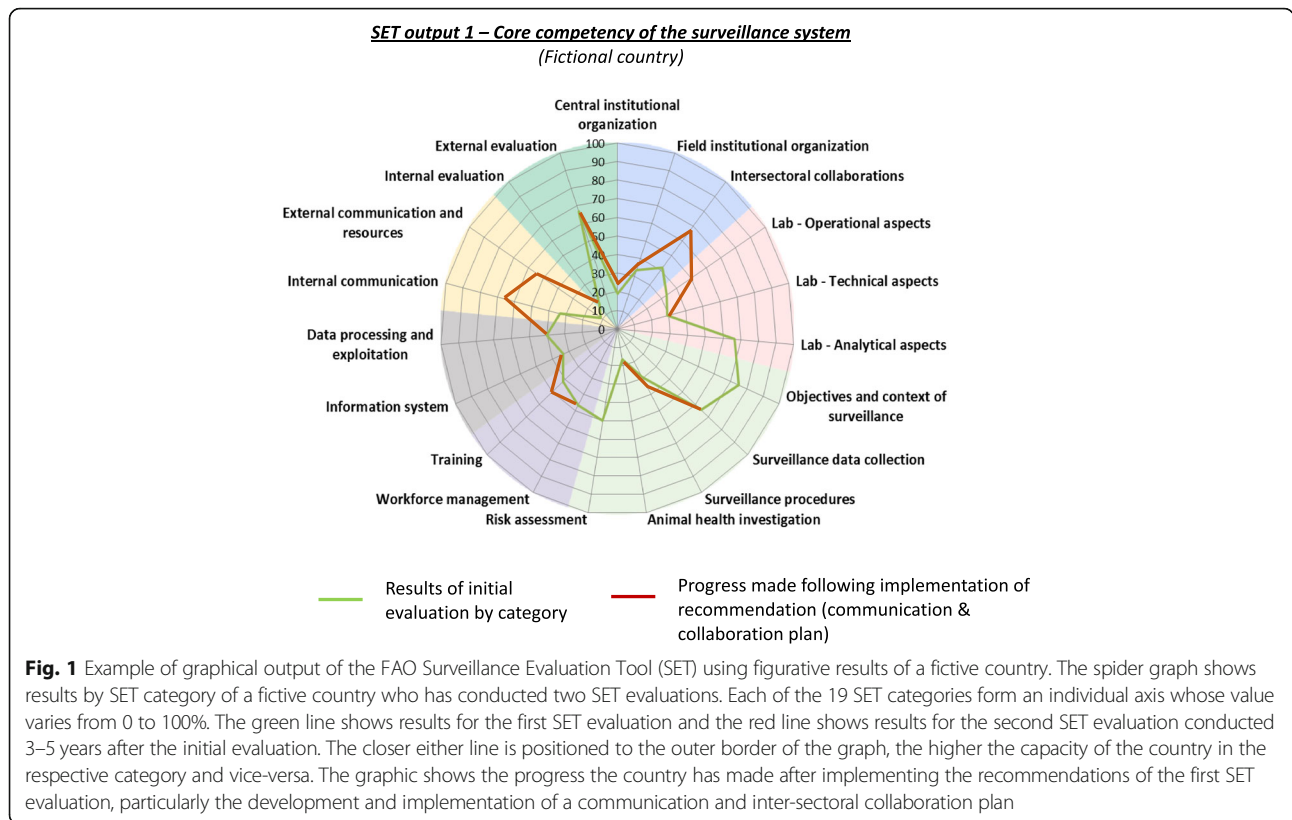 SET output 1 – Core competency of the surveillance system
(Fictional country)
Central institutional
organization
External evaluation
Field institutional organization
Internal evaluation
Intersectoral collaborations
External communication and
resources
Lab - Operational aspects
Internal communication
Lab - Technical aspects
Data processing and
exploitation
Lab - Analytical aspects
Information system
Objectives and context of
surveillance
Training
Surveillance data collection
Workforce management
Surveillance procedures
Risk assessment
Animal health investigation
100
90
80
70
60
50
40
30
20
10
0
Results of initial
evaluation by category
Progress made following implementation of
recommendation (communication &
collaboration plan)
Fig. 1 Example of graphical output of the FAO Surveillance Evaluation Tool (SET) using figurative results of a fictive country. The spider graph shows
results by SET category of a fictive country who has conducted two SET evaluations. Each of the 19 SET categories form an individual axis whose value
varies from 0 to 100%. The green line shows results for the first SET evaluation and the red line shows results for the second SET evaluation conducted
3–5 years after the initial evaluation. The closer either line is positioned to the outer border of the graph, the higher the capacity of the country in the
respective category and vice-versa. The graphic shows the progress the country has made after implementing the recommendations of the first SET
evaluation, particularly the development and implementation of a communication and inter-sectoral collaboration plan